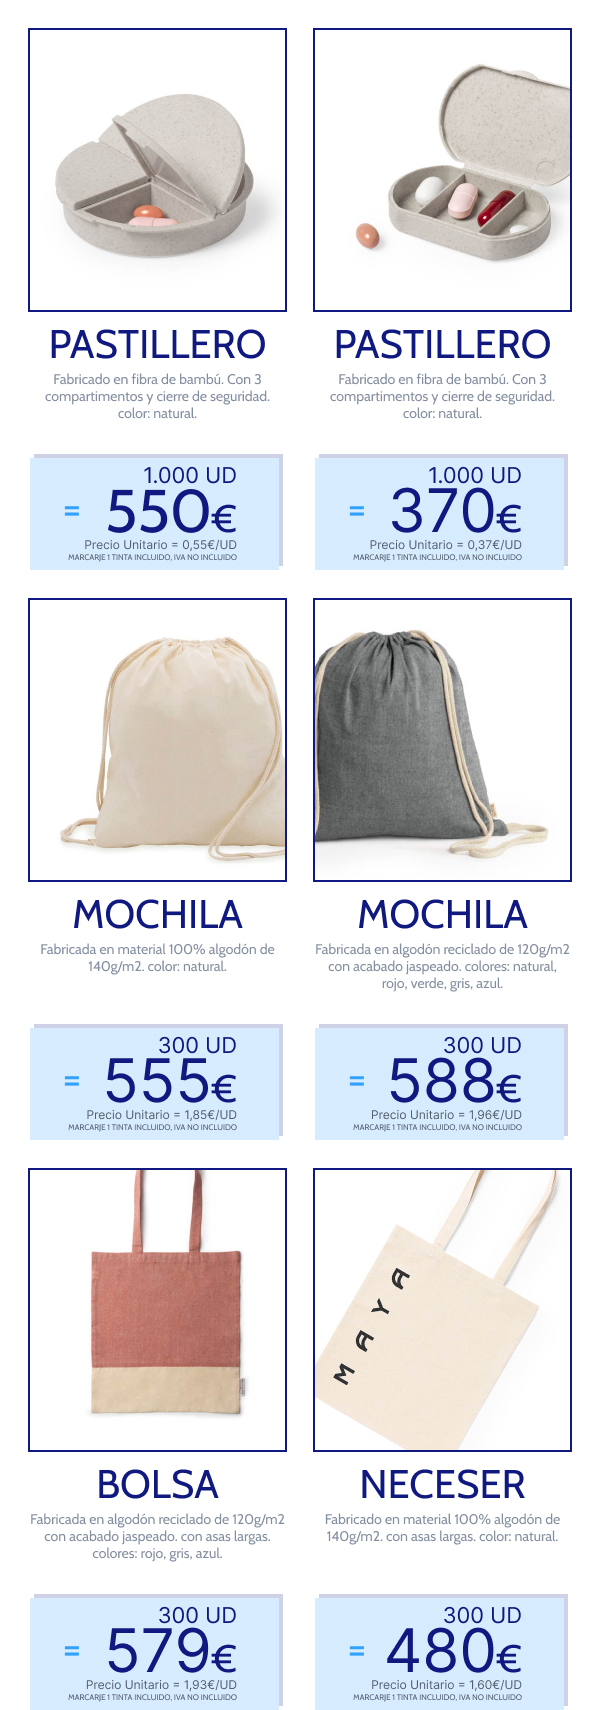 PASTILLERO
Fabricado en fibra de bambú. Con 3
compartimentos y cierre de seguridad.
color: natural.
1.000 UD
= 550€
Precio Unitario = 0,55€/UD
MARCARJE 1 TINTA INCLUIDO, IVA NO INCLUIDO
PASTILLERO
Fabricado en fibra de bambú. Con 3
compartimentos y cierre de seguridad.
color: natural.
1.000 UD
= 370€
Precio Unitario = 0,37€/UD
MARCARJE 1 TINTA INCLUIDO, IVA NO INCLUIDO
MOCHILA
Fabricada en material 100% algodón de
140g/m2. color: natural.
300 UD
= 555€
Precio Unitario = 1,85€/UD
MARCARJE 1 TINTA INCLUIDO, IVA NO INCLUIDO
MOCHILA
Fabricada en algodón reciclado de 120g/m2
con acabado jaspeado. colores: natural,
rojo, verde, gris, azul.
300 UD
= 588€
Precio Unitario = 1,96€/UD
MARCARJE 1 TINTA INCLUIDO, IVA NO INCLUIDO
BOLSA
Fabricada en algodón reciclado de 120g/m2
con acabado jaspeado. con asas largas.
colores: rojo, gris, azul.
300 UD
= 579€
Precio Unitario = 1,93€/UD
MARCARJE 1 TINTA INCLUIDO, IVA NO INCLUIDO
MAYA
NECESER
Fabricado en material 100% algodón de
140g/m2. con asas largas. color: natural.
300 UD
= 480€
Precio Unitario = 1,60€/UD
MARCARJE 1 TINTA INCLUIDO, IVA NO INCLUIDO